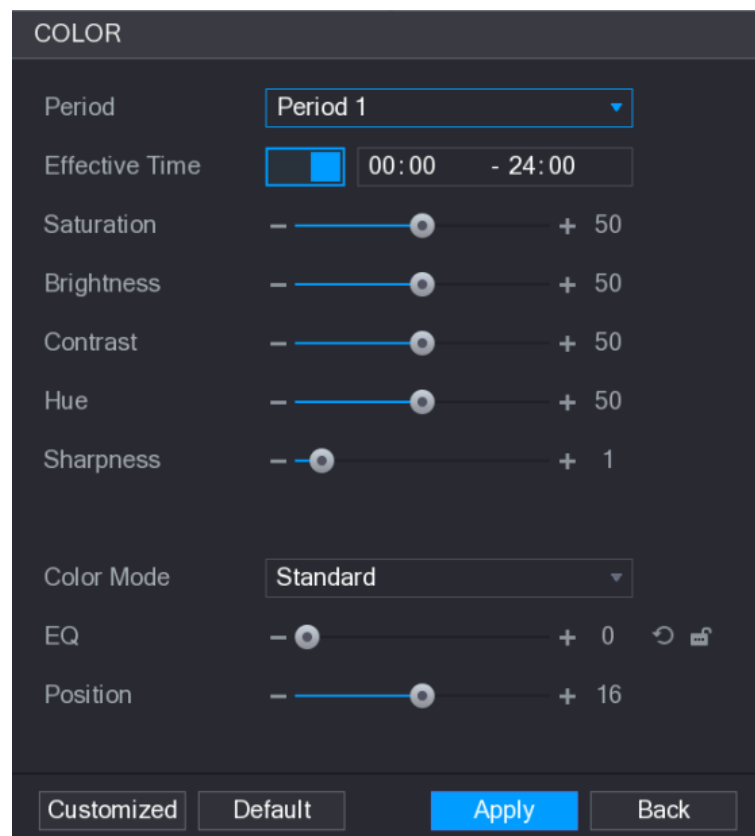 COLOR
Period Period 1
Effective Time 00:00 - 24:00
Saturation - + 50
Brightness - + 50
Contrast - + 50
Hue - + 50
Sharpness - + 1
Color Mode Standard
EQ - + 0
Position - + 16
Customized Default Apply Back